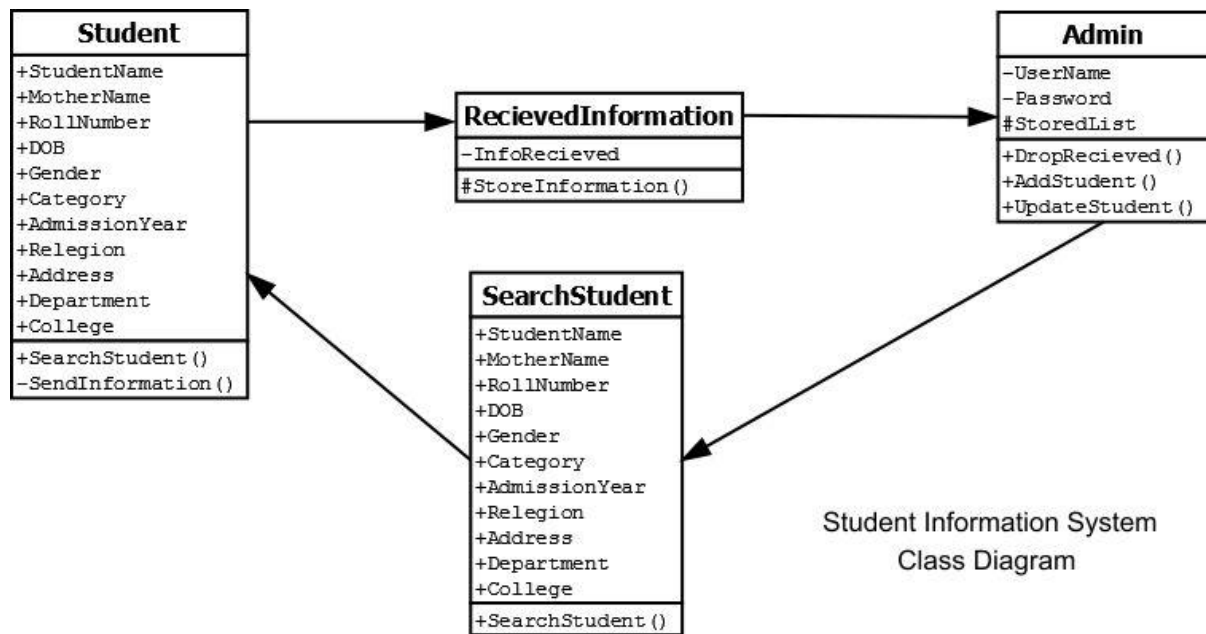 Student
+StudentName
+MotherName
+RollNumber
+DOB
+Gender
+Category
+AdmissionYear
+Relegion
+Address
+Department
+College
+SearchStudent()
-SendInformation()
RecievedInformation
-InfoRecieved
#StoreInformation()
Admin
-UserName
-Password
#StoredList
+DropRecieved()
+AddStudent()
+UpdateStudent()
SearchStudent
+StudentName
+MotherName
+RollNumber
+DOB
+Gender
+Category
+AdmissionYear
+Relegion
+Address
+Department
+College
+SearchStudent()
Student Information System
Class Diagram